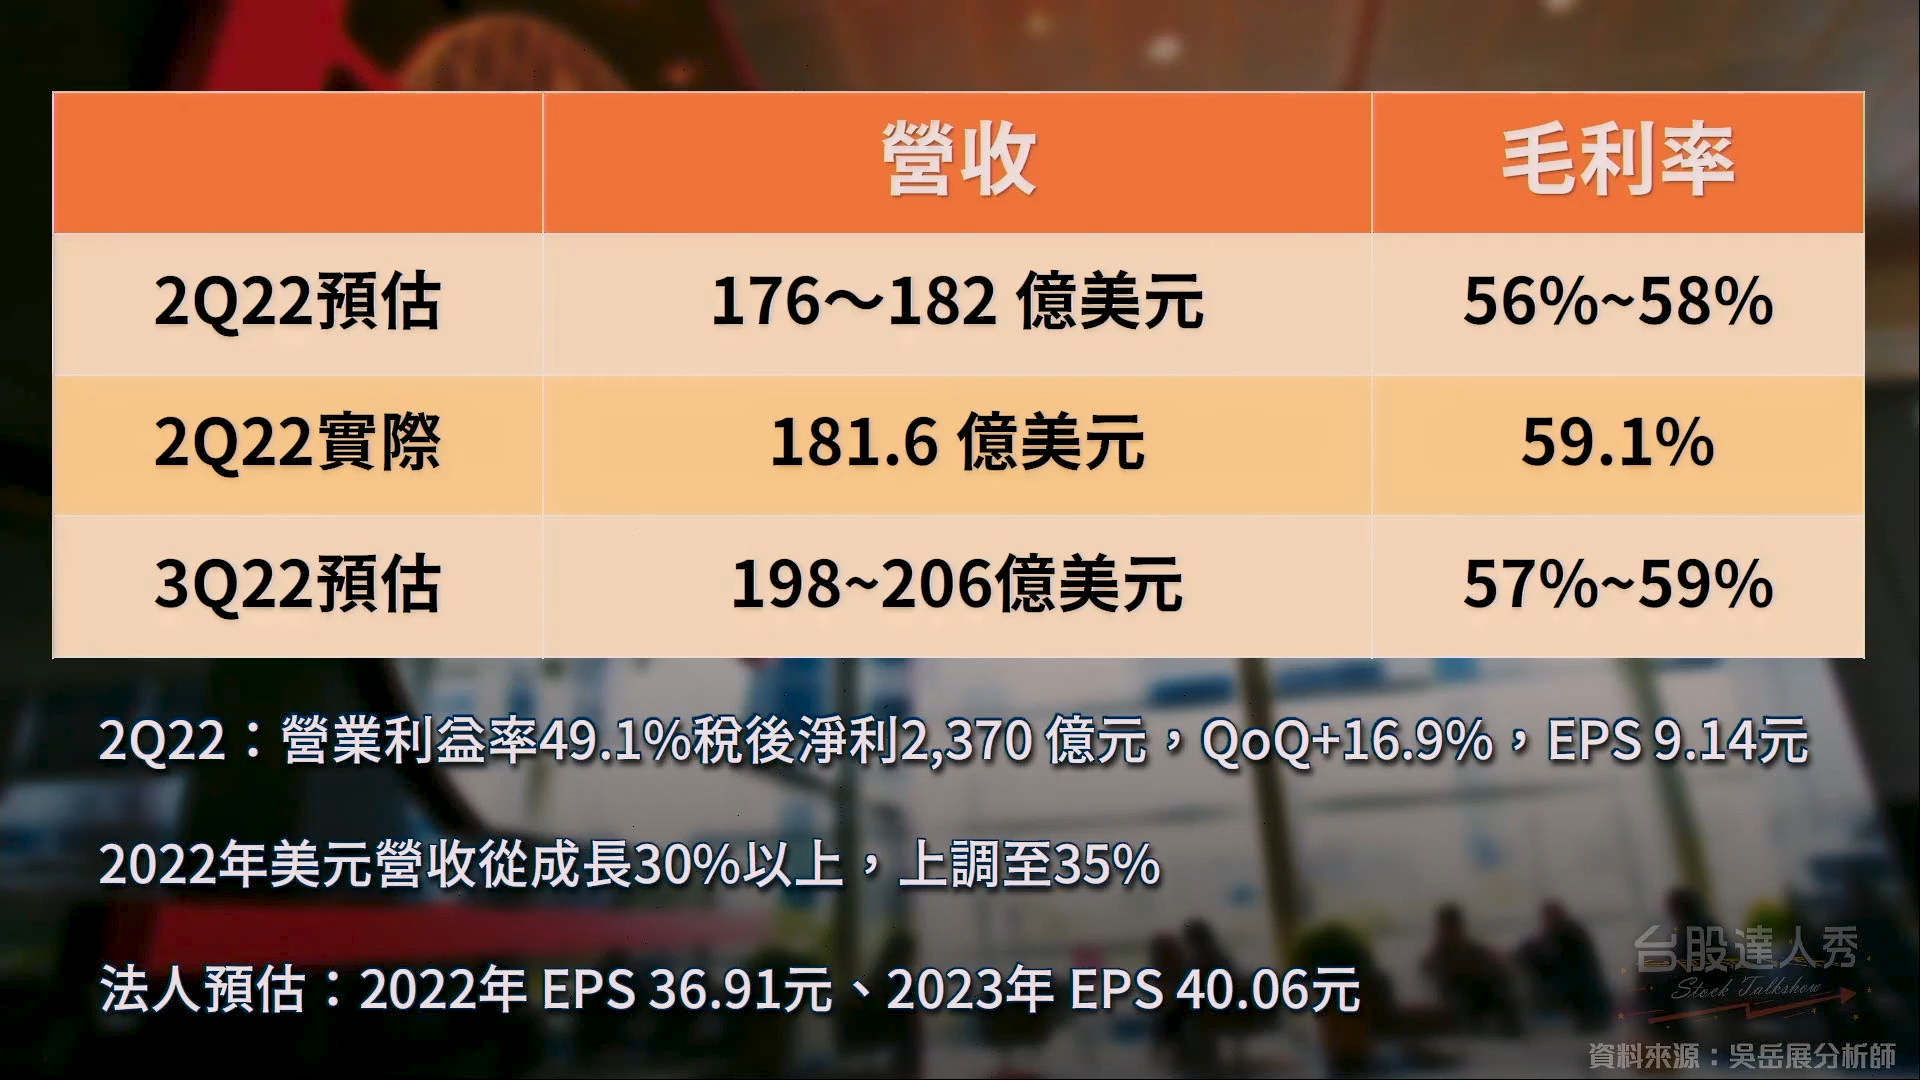 營收 毛利率
2Q22預估 176～182 億美元 56%~58%
2Q22實際 181.6 億美元 59.1%
3Q22預估 198~206億美元 57%~59%
2Q22：營業利益率49.1%稅後淨利2,370 億元，QoQ+16.9%，EPS 9.14元
2022年美元營收從成長30%以上，上調至35%
法人預估：2022年 EPS 36.91元、2023年 EPS 40.06元
台股達人秀
Stock Talkshow
資料來源：吳岳展分析師